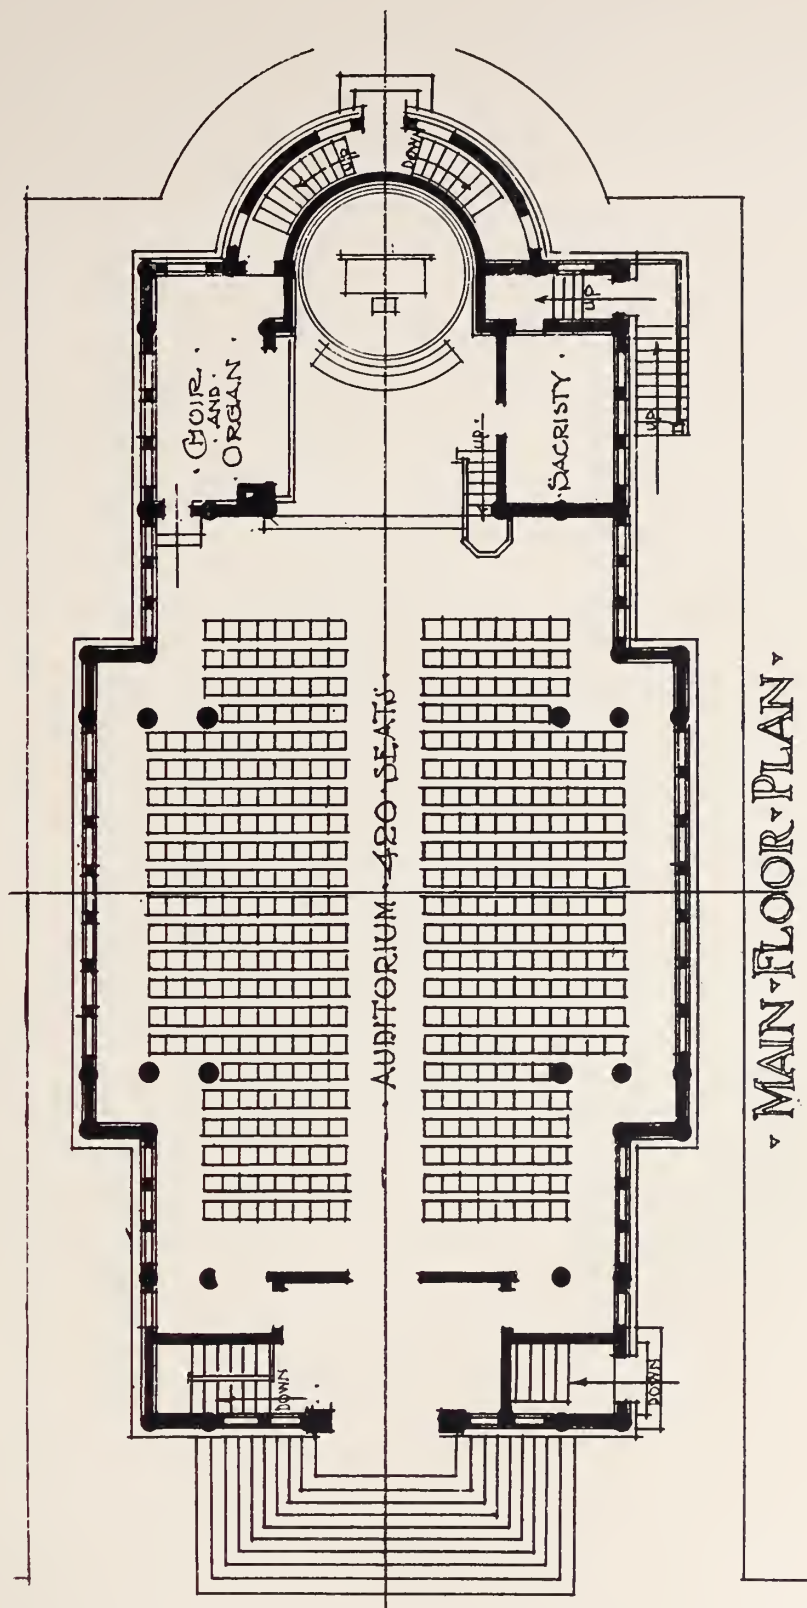 UP
DOWN
UP
·CHOIR·
·AND·
ORGAN·
SACRISTY·
UP
UP
·AUDITORIUM·420·SEATS·
DOWN
DOWN
·MAIN·FLOOR·PLAN·